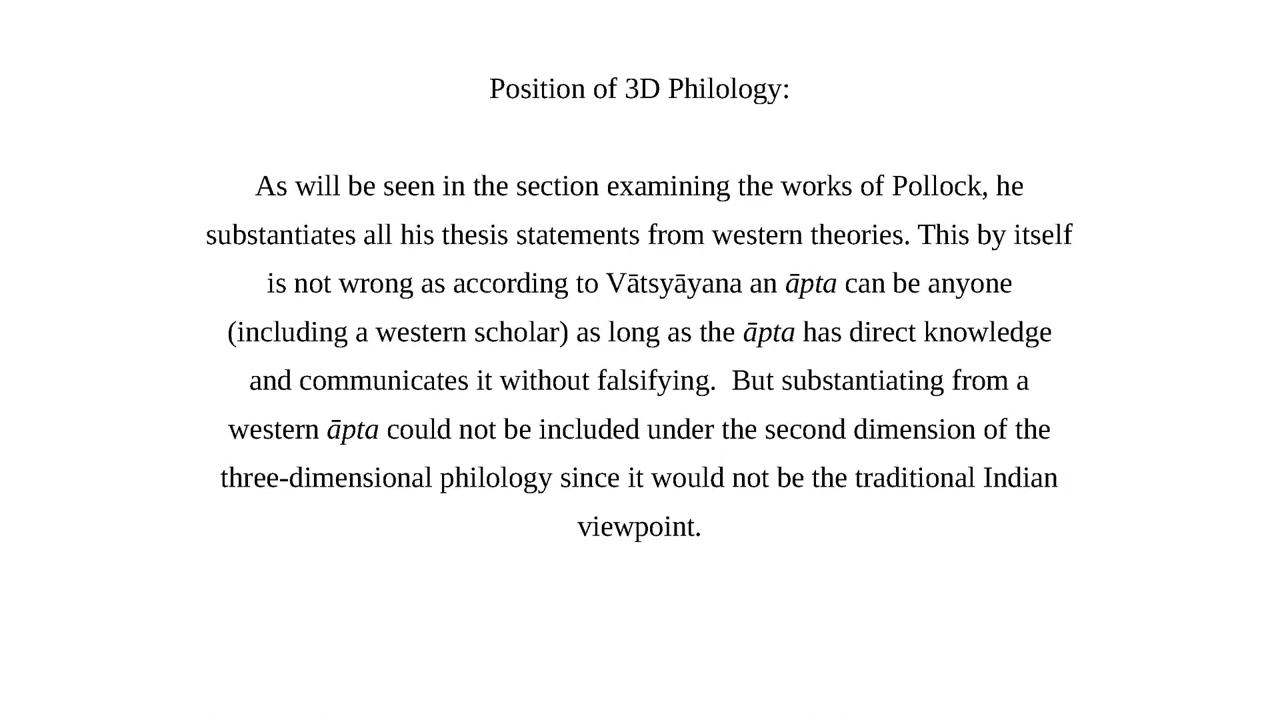 Position of 3D Philology:
As will be seen in the section examining the works of Pollock, he
substantiates all his thesis statements from western theories. This by itself
is not wrong as according to Vātsyāyana an āpta can be anyone
(including a western scholar) as long as the āpta has direct knowledge
and communicates it without falsifying.  But substantiating from a
western āpta could not be included under the second dimension of the
three-dimensional philology since it would not be the traditional Indian
viewpoint.